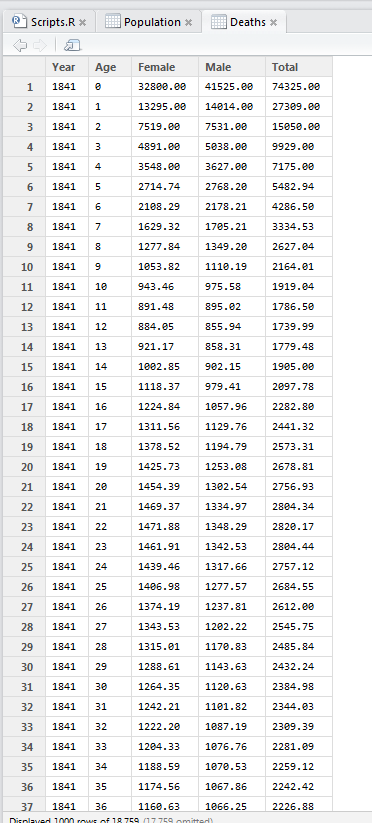 Scripts.R × Population × Deaths ×
Year Age Female Male Total
1 1841 0 32800.00 41525.00 74325.00
2 1841 1 13295.00 14014.00 27309.00
3 1841 2 7519.00 7531.00 15050.00
4 1841 3 4891.00 5038.00 9929.00
5 1841 4 3548.00 3627.00 7175.00
6 1841 5 2714.74 2768.20 5482.94
7 1841 6 2108.29 2178.21 4286.50
8 1841 7 1629.32 1705.21 3334.53
9 1841 8 1277.84 1349.20 2627.04
10 1841 9 1053.82 1110.19 2164.01
11 1841 10 943.46 975.58 1919.04
12 1841 11 891.48 895.02 1786.50
13 1841 12 884.05 855.94 1739.99
14 1841 13 921.17 858.31 1779.48
15 1841 14 1002.85 902.15 1905.00
16 1841 15 1118.37 979.41 2097.78
17 1841 16 1224.84 1057.96 2282.80
18 1841 17 1311.56 1129.76 2441.32
19 1841 18 1378.52 1194.79 2573.31
20 1841 19 1425.73 1253.08 2678.81
21 1841 20 1454.39 1302.54 2756.93
22 1841 21 1469.37 1334.97 2804.34
23 1841 22 1471.88 1348.29 2820.17
24 1841 23 1461.91 1342.53 2804.44
25 1841 24 1439.46 1317.66 2757.12
26 1841 25 1406.98 1277.57 2684.55
27 1841 26 1374.19 1237.81 2612.00
28 1841 27 1343.53 1202.22 2545.75
29 1841 28 1315.01 1170.83 2485.84
30 1841 29 1288.61 1143.63 2432.24
31 1841 30 1264.35 1120.63 2384.98
32 1841 31 1242.21 1101.82 2344.03
33 1841 32 1222.20 1087.19 2309.39
34 1841 33 1204.33 1076.76 2281.09
35 1841 34 1188.59 1070.53 2259.12
36 1841 35 1174.56 1067.86 2242.42
37 1841 36 1160.63 1066.25 2226.88
Displayed 1000 rows of 18,759 (17,759 omitted)